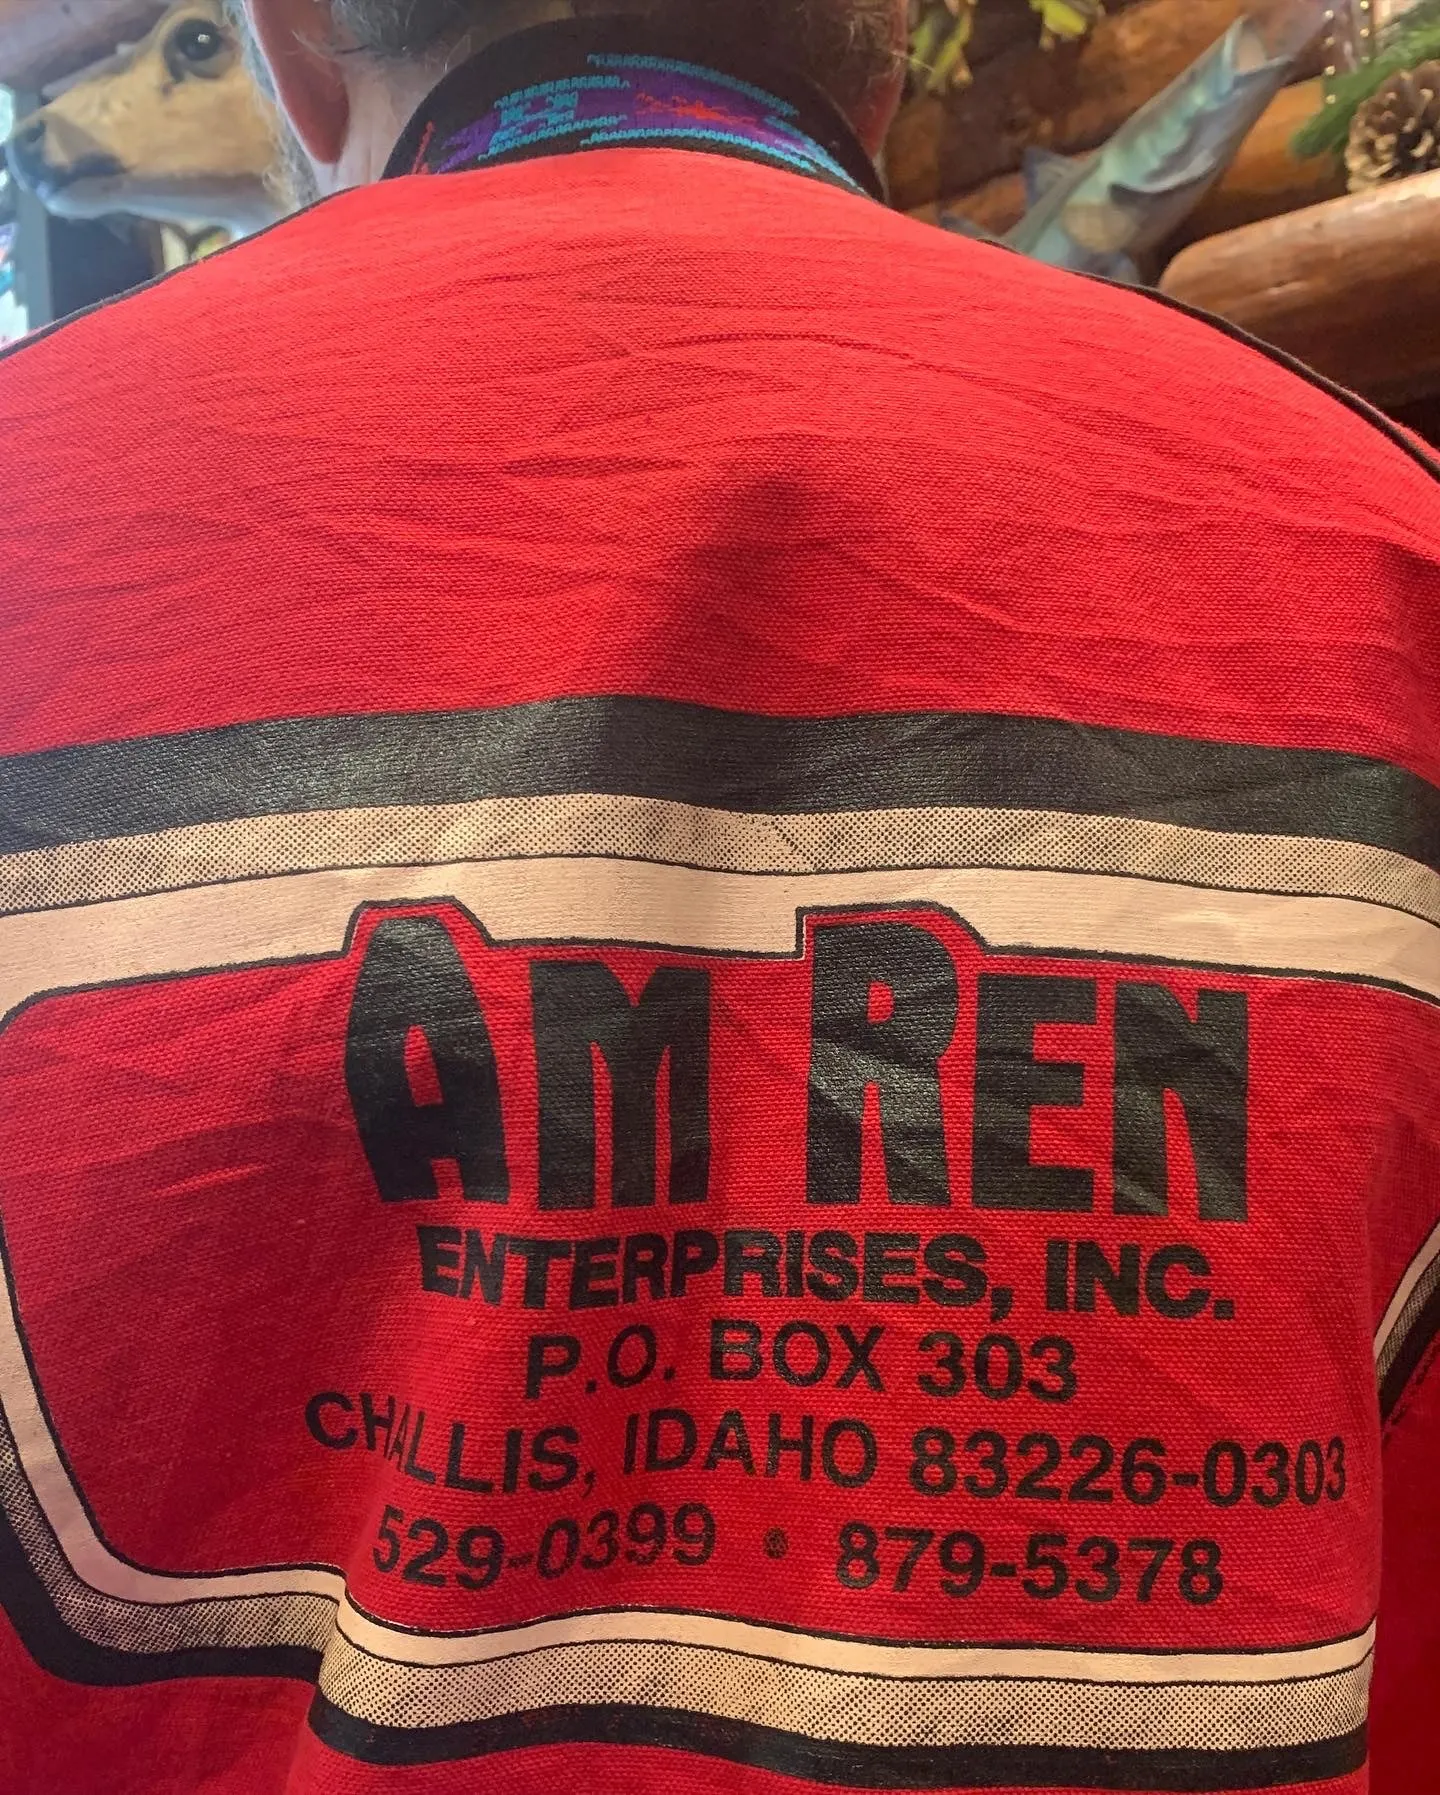 AM REN
ENTERPRISES, INC.
P.O. BOX 303
CHALLIS, IDAHO 83226-0303
529-0399 • 879-5378